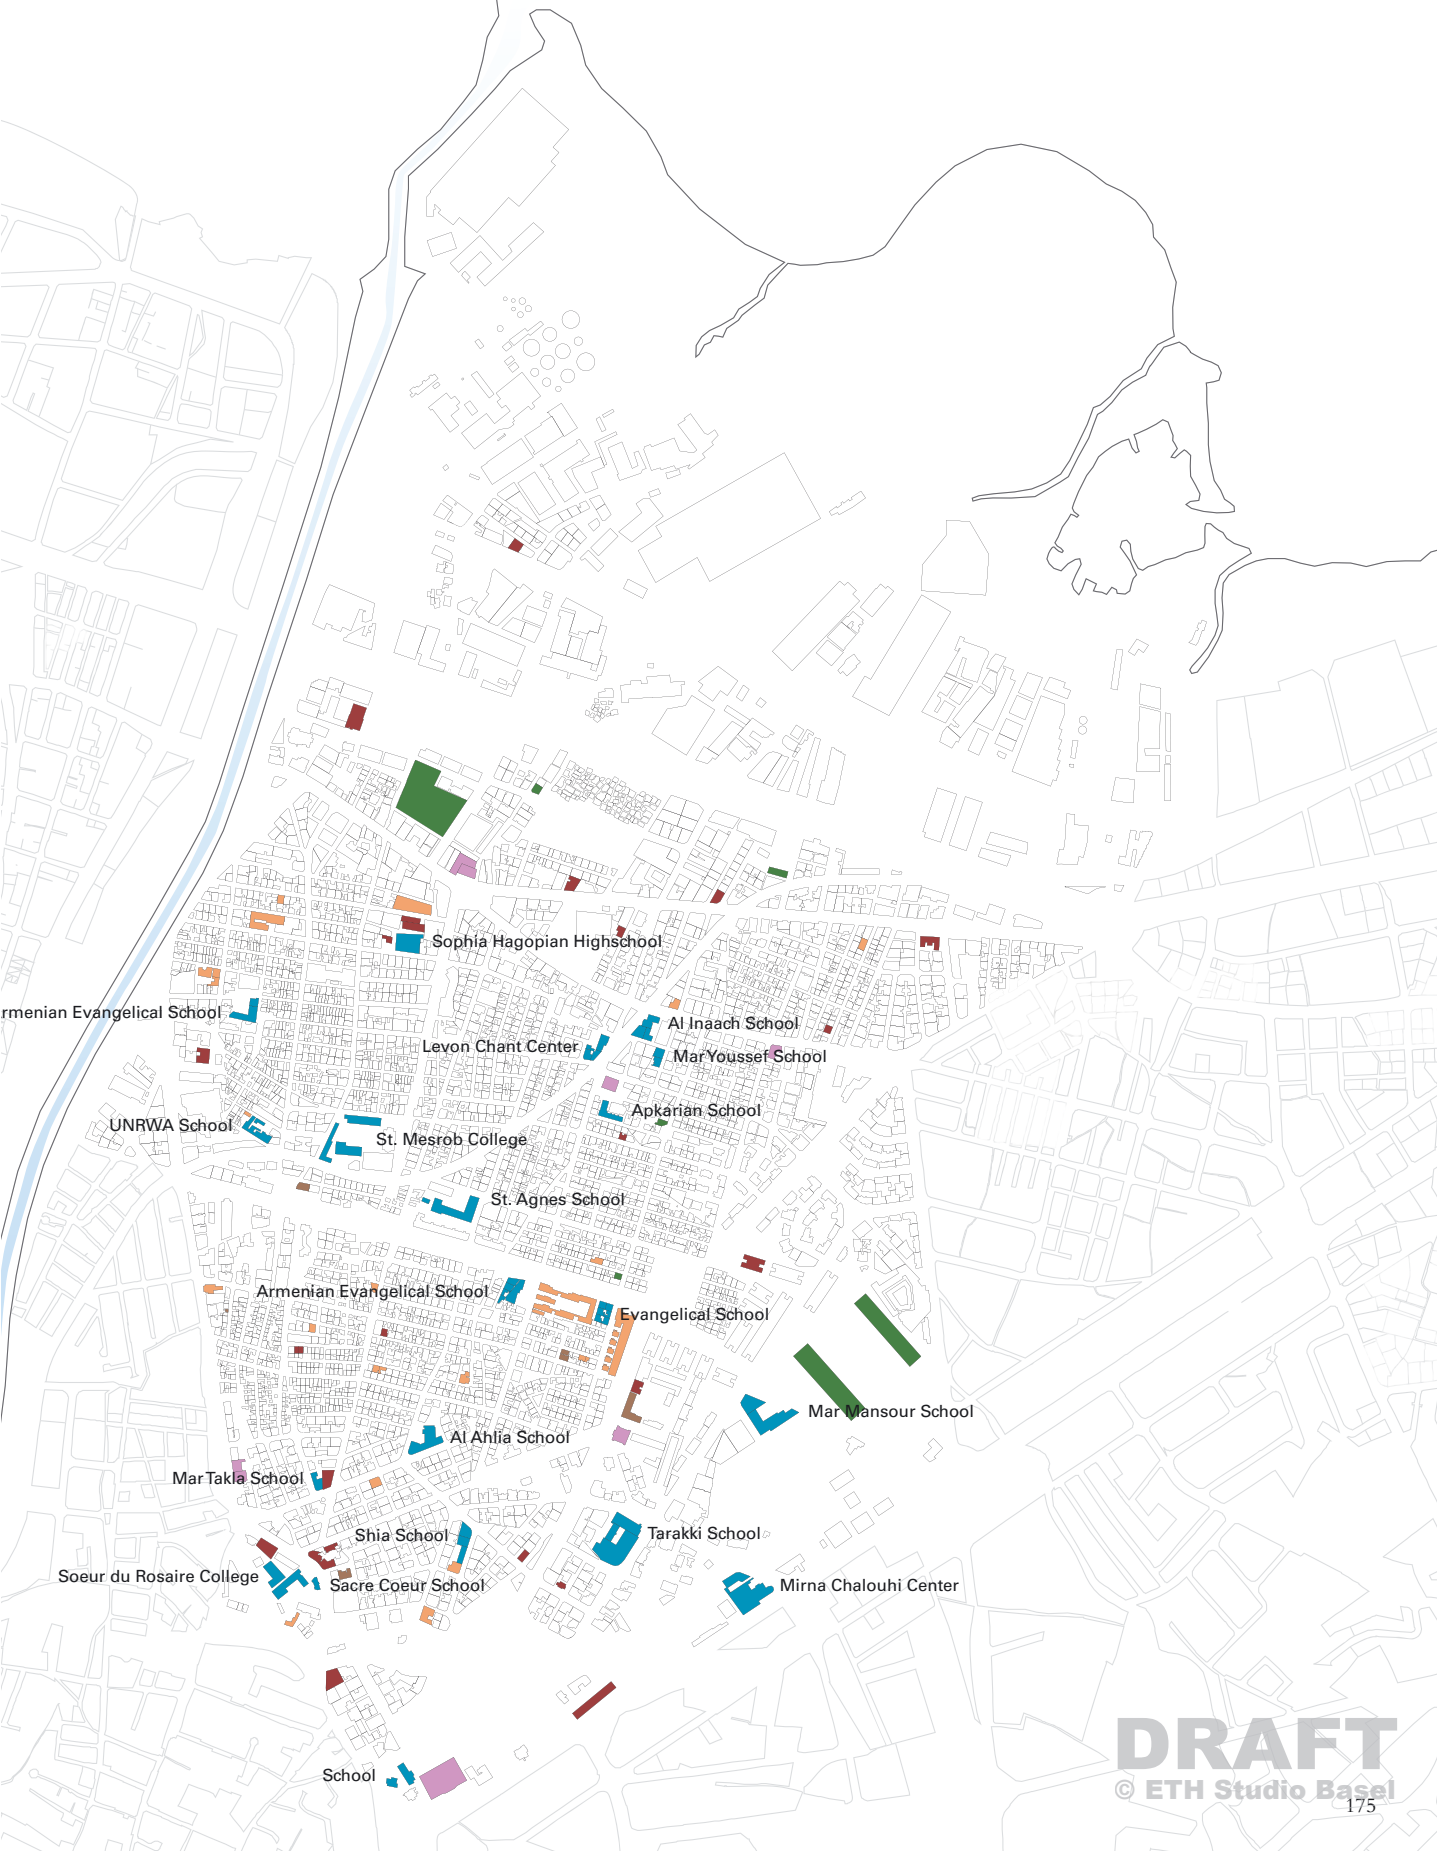 Sophia Hagopian Highschool
rmenian Evangelical School
Al Inaach School
Levon Chant Center
Mar Youssef School
Apkarian School
UNRWA School
St. Mesrob College
St. Agnes School
Armenian Evangelical School
Evangelical School
Mar Mansour School
Al Ahlia School
Mar Takla School
Shia School
Tarakki School
Soeur du Rosaire College
Sacre Coeur School
Mirna Chalouhi Center
School
DRAFT
© ETH Studio Basel
175